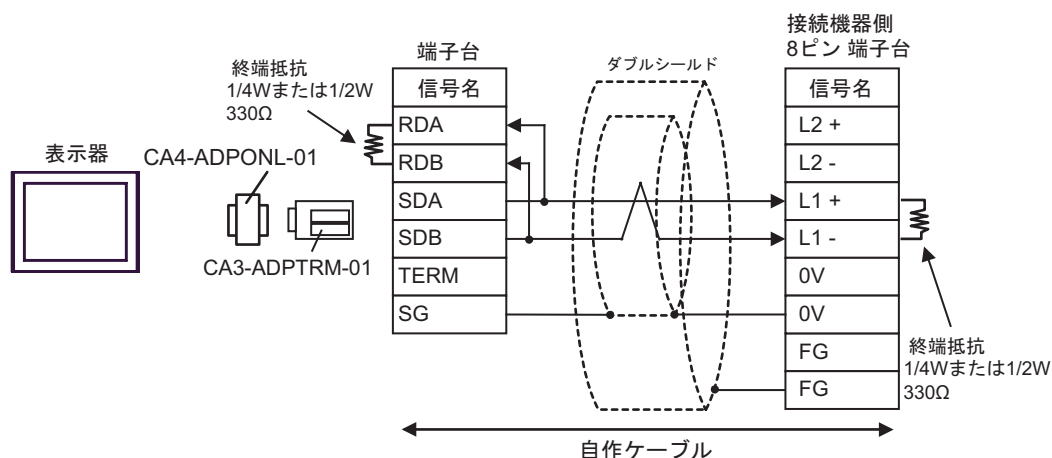 接続機器側
8ピン 端子台
端子台
ダブルシールド
終端抵抗
1/4Wまたは1/2W
330Ω
表示器
CA4-ADPONL-01
CA3-ADPTRM-01
信号名
RDA
RDB
SDA
SDB
TERM
SG
信号名
L2 +
L2 -
L1 +
L1 -
0V
0V
FG
FG
終端抵抗
1/4Wまたは1/2W
330Ω
自作ケーブル